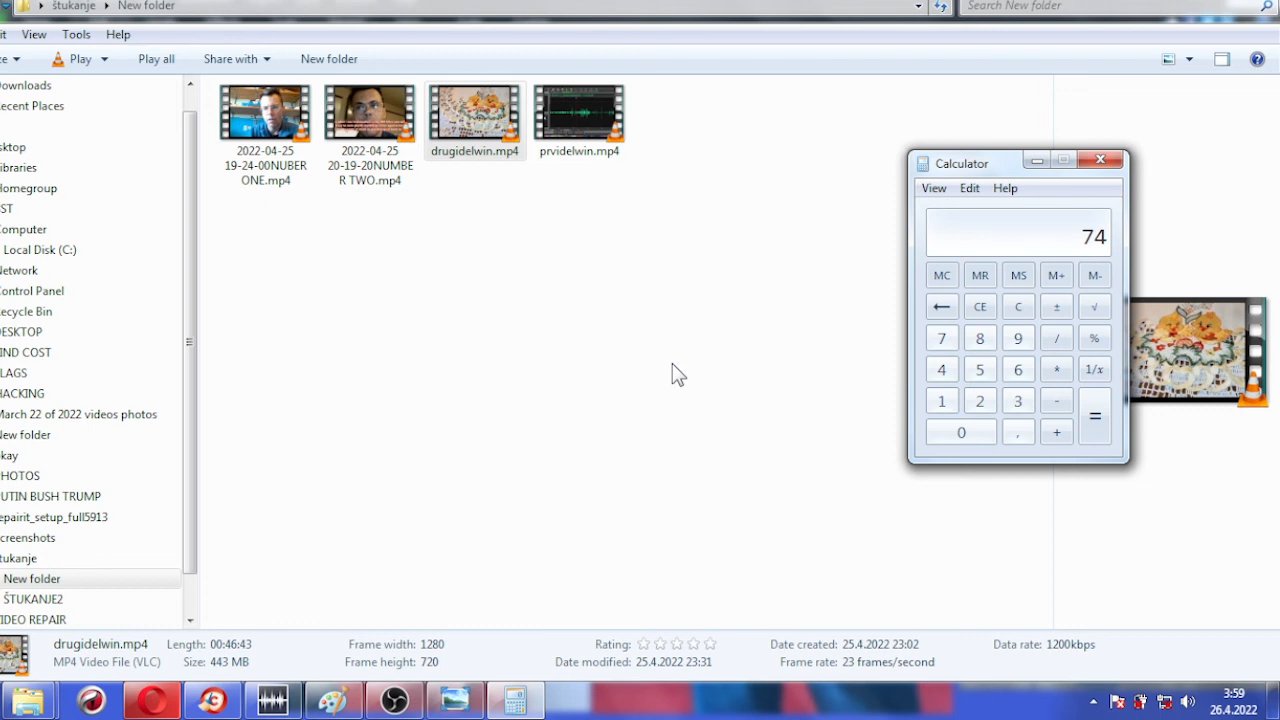 štukanje New folder
Search New folder
it View Tools Help
ze Play Play all Share with New folder
ownloads
ecent Places
sktop
ibraries
Homegroup
ST
omputer
Local Disk (C:)
Network
ontrol Panel
ecycle Bin
ESKTOP
IND COST
LAGS
HACKING
March 22 of 2022 videos photos
New folder
kay
PHOTOS
UTIN BUSH TRUMP
epairit_setup_full5913
creenshots
tukanje
New folder
ŠTUKANJE2
IDEO REPAIR
2022-04-25
19-24-00NUBER
ONE.mp4
2022-04-25
20-19-20NUMBE
R TWO.mp4
drugidelwin.mp4
prvidelwin.mp4
Calculator
View Edit Help
74
MC MR MS M+ M-
← CE C ± √
7 8 9 / %
4 5 6 * 1/x
1 2 3 - =
0 , +
drugidelwin.mp4 Length: 00:46:43 Frame width: 1280 Rating: Date created: 25.4.2022 23:02 Data rate: 1200kbps
MP4 Video File (VLC) Size: 443 MB Frame height: 720 Date modified: 25.4.2022 23:31 Frame rate: 23 frames/second
3:59
26.4.2022